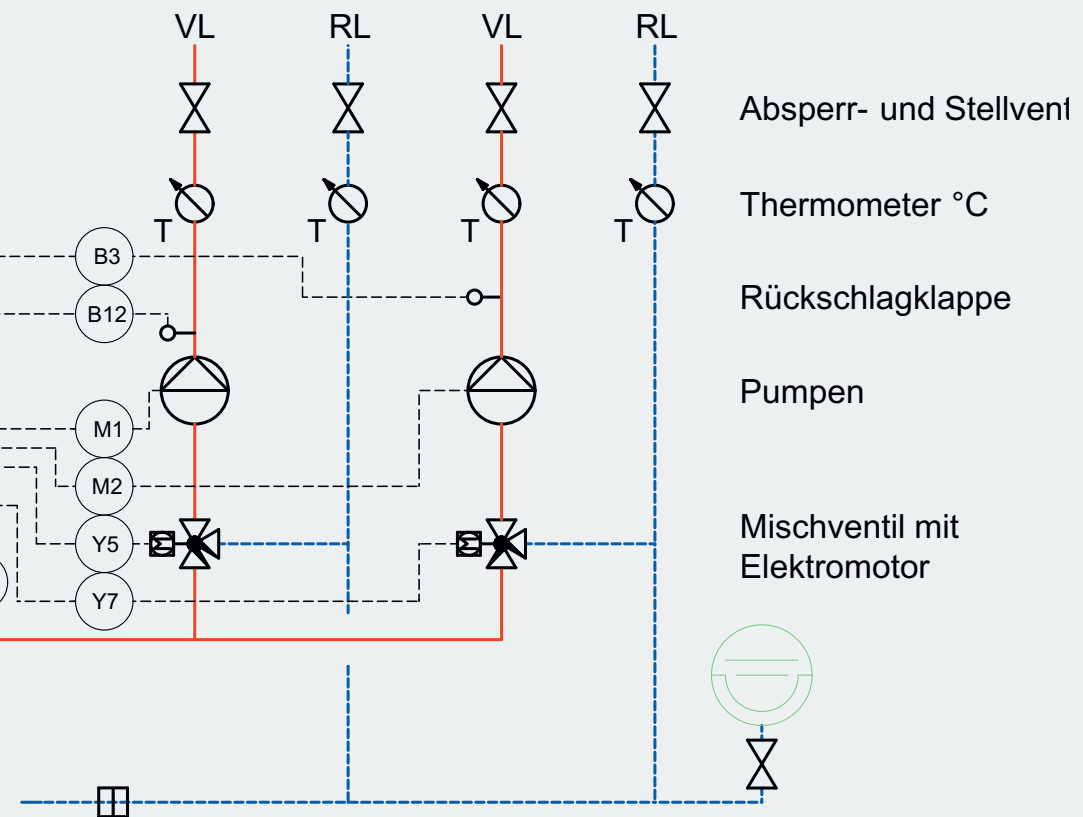 VL RL VL RL
Absperr- und Stellvent
T T T T
Thermometer °C
B3
Rückschlagklappe
B12
Pumpen
M1
M2
Mischventil mit
Y5
Elektromotor
Y7